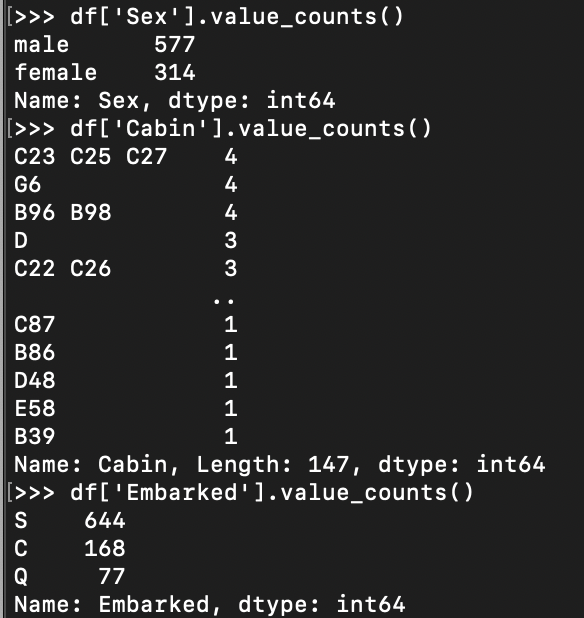 [>>> df['Sex'].value_counts()
male      577
female    314
Name: Sex, dtype: int64
[>>> df['Cabin'].value_counts()
C23 C25 C27    4
G6             4
B96 B98        4
D              3
C22 C26        3
              ..
C87            1
B86            1
D48            1
E58            1
B39            1
Name: Cabin, Length: 147, dtype: int64
[>>> df['Embarked'].value_counts()
S    644
C    168
Q     77
Name: Embarked, dtype: int64